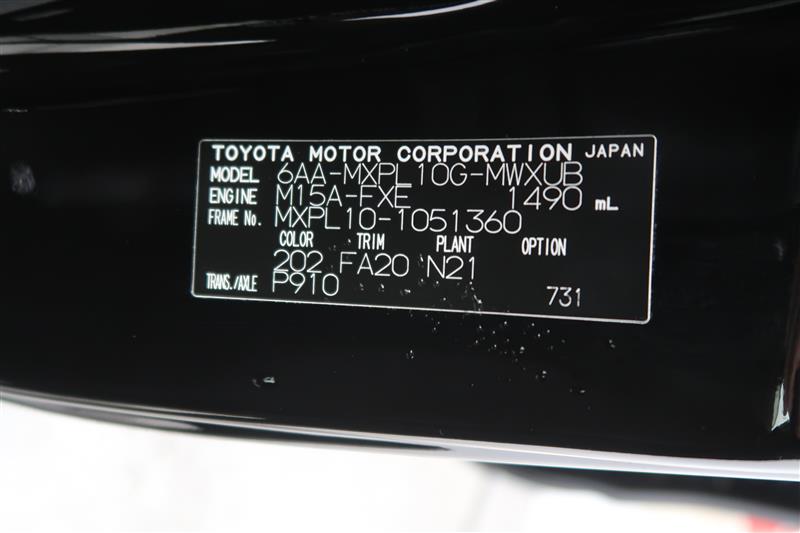 TOYOTA MOTOR CORPORATION JAPAN
MODEL 6AA-MXPL10G-MWXUB
ENGINE M15A-FXE 1490 mL
FRAME No. MXPL10-1051360
COLOR TRIM PLANT OPTION
202 FA20 N21
TRANS./AXLE P910 731